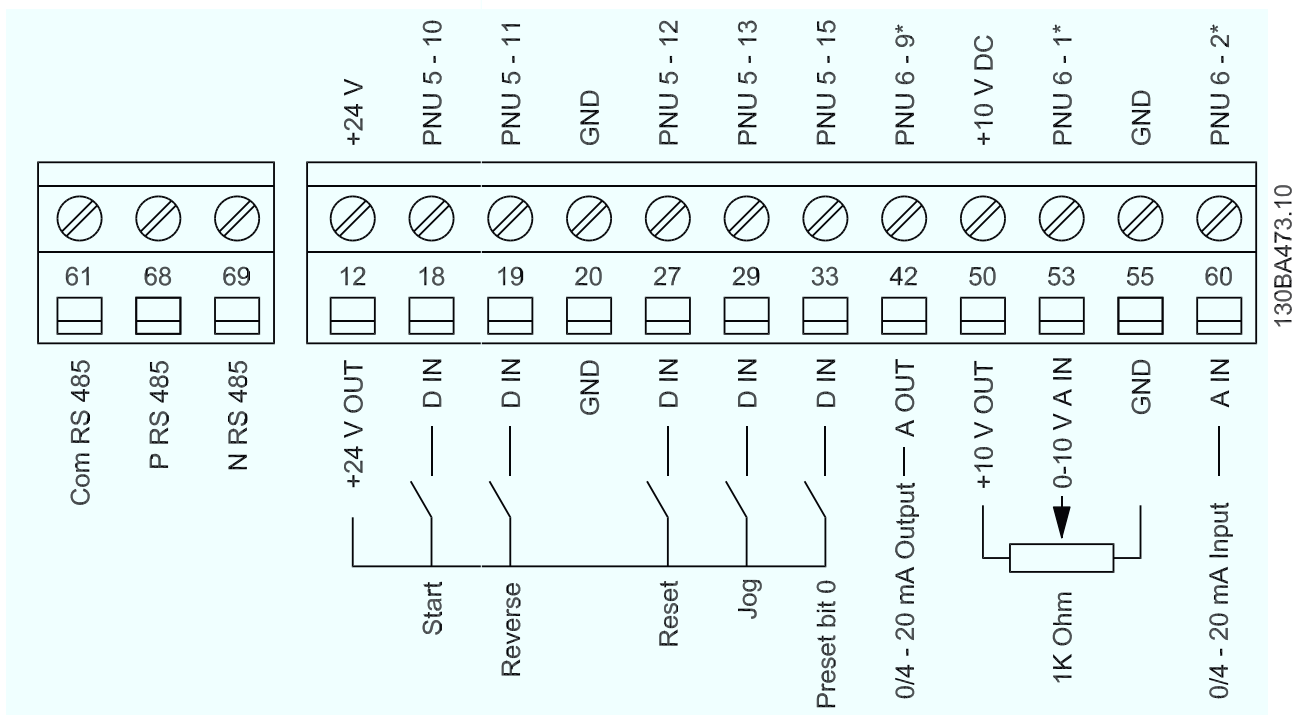 +24 V
PNU 5 - 10
PNU 5 - 11
GND
PNU 5 - 12
PNU 5 - 13
PNU 5 - 15
PNU 6 - 9*
+10 V DC
PNU 6 - 1*
GND
PNU 6 - 2*
61 68 69
12 18 19 20 27 29 33 42 50 53 55 60
Com RS 485
P RS 485
N RS 485
+24 V OUT
D IN
D IN
GND
D IN
D IN
D IN
A OUT
+10 V OUT
0-10 V A IN
GND
A IN
Start
Reverse
Reset
Jog
Preset bit 0
0/4 - 20 mA Output
1K Ohm
0/4 - 20 mA Input
130BA473.10